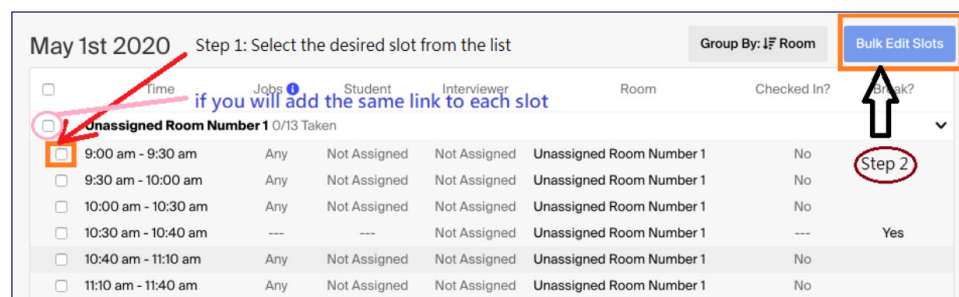 May 1st 2020 Step 1: Select the desired slot from the list Group By: Room Bulk Edit Slots
Time Jobs Student Interviewer Room Checked In? Break?
if you will add the same link to each slot
Unassigned Room Number 1 0/13 Taken
9:00 am - 9:30 am Any Not Assigned Not Assigned Unassigned Room Number 1 No
Step 2
9:30 am - 10:00 am Any Not Assigned Not Assigned Unassigned Room Number 1 No
10:00 am - 10:30 am Any Not Assigned Not Assigned Unassigned Room Number 1 No
10:30 am - 10:40 am --- --- Not Assigned Unassigned Room Number 1 --- Yes
10:40 am - 11:10 am Any Not Assigned Not Assigned Unassigned Room Number 1 No
11:10 am - 11:40 am Any Not Assigned Not Assigned Unassigned Room Number 1 No